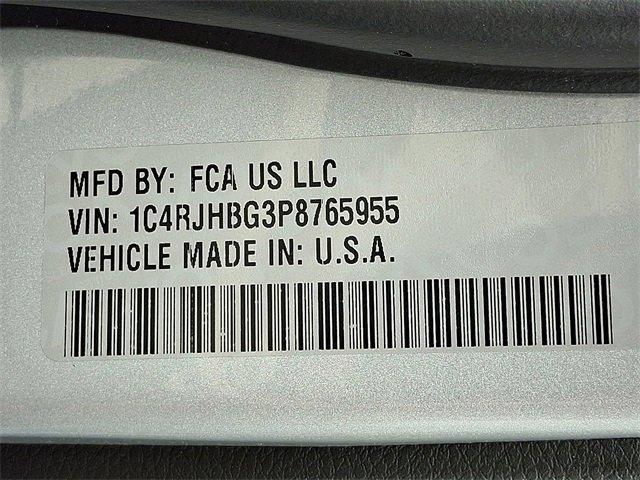 MFD BY: FCA US LLC
VIN: 1C4RJHBG3P8765955
VEHICLE MADE IN: U.S.A.